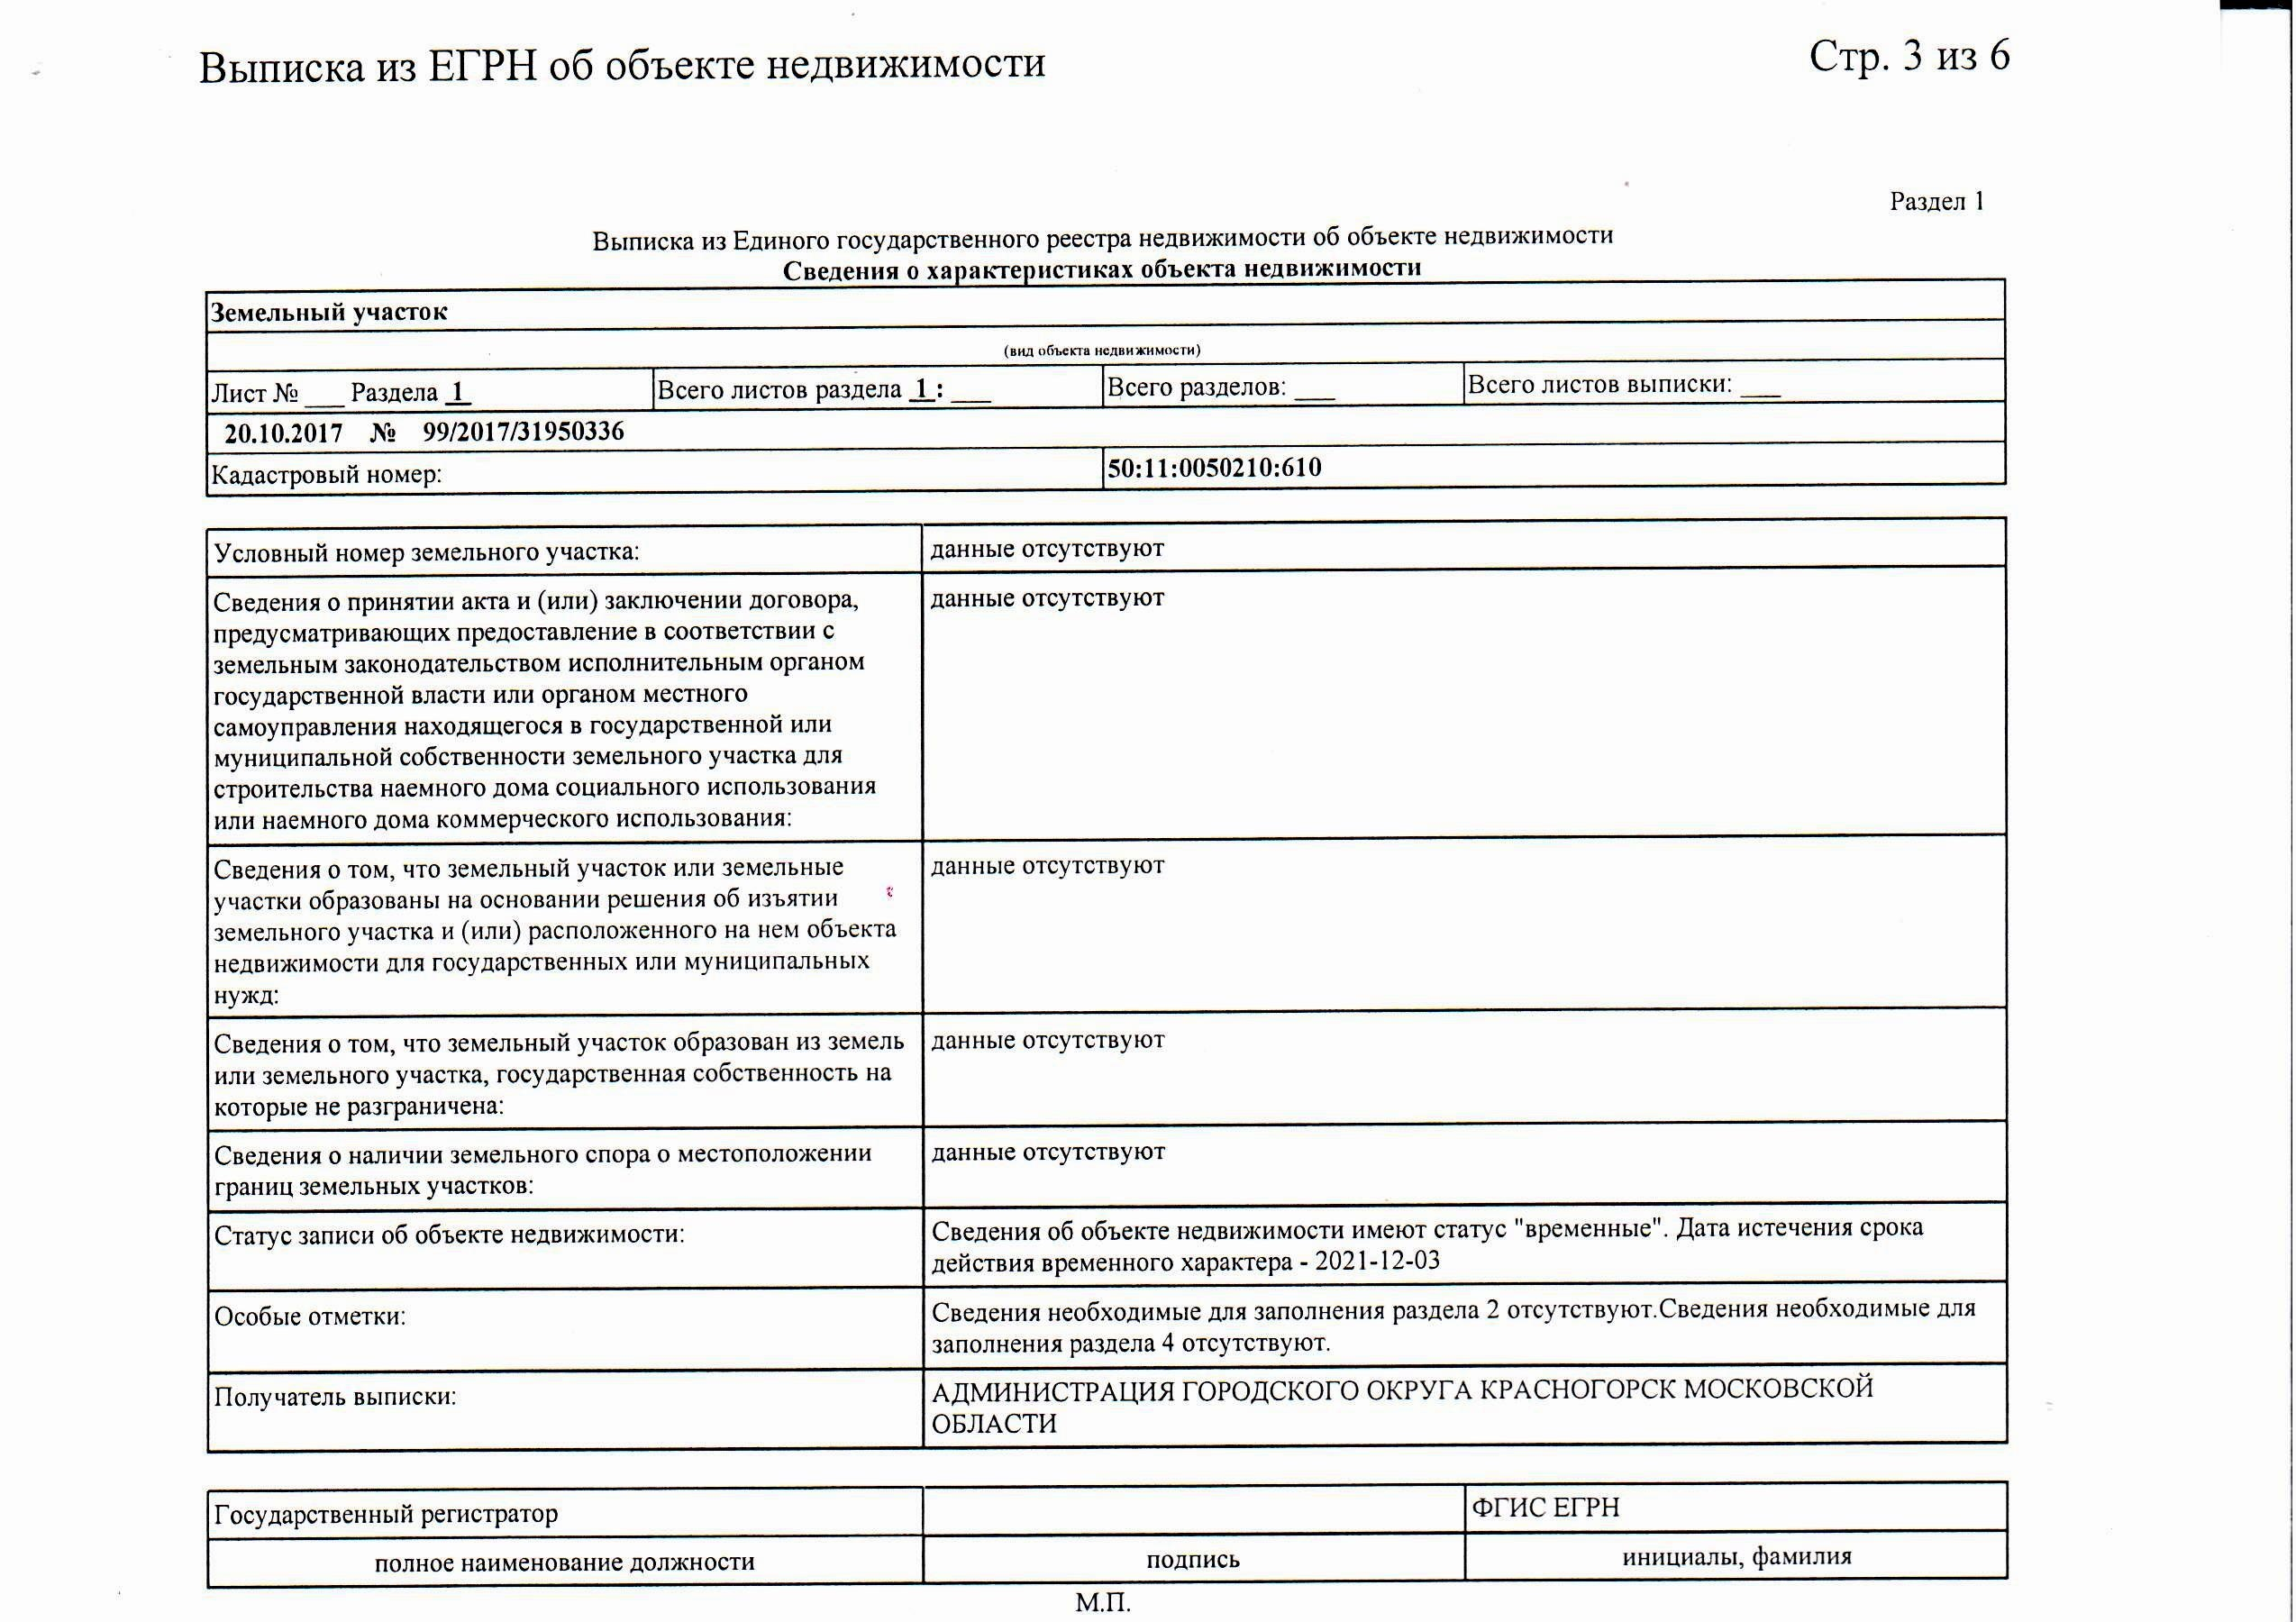 Выписка из ЕГРН об объекте недвижимости
Стр. 3 из 6
Раздел 1
Выписка из Единого государственного реестра недвижимости об объекте недвижимости
Сведения о характеристиках объекта недвижимости
Земельный участок
(вид объекта недвижимости)
Лист № ___ Раздела 1
Всего листов раздела 1 : ___
Всего разделов: ___
Всего листов выписки: ___
20.10.2017 № 99/2017/31950336
Кадастровый номер:
50:11:0050210:610
Условный номер земельного участка:
данные отсутствуют
Сведения о принятии акта и (или) заключении договора,
предусматривающих предоставление в соответствии с
земельным законодательством исполнительным органом
государственной власти или органом местного
самоуправления находящегося в государственной или
муниципальной собственности земельного участка для
строительства наемного дома социального использования
или наемного дома коммерческого использования:
данные отсутствуют
Сведения о том, что земельный участок или земельные
участки образованы на основании решения об изъятии
земельного участка и (или) расположенного на нем объекта
недвижимости для государственных или муниципальных
нужд:
данные отсутствуют
Сведения о том, что земельный участок образован из земель
или земельного участка, государственная собственность на
которые не разграничена:
данные отсутствуют
Сведения о наличии земельного спора о местоположении
границ земельных участков:
данные отсутствуют
Статус записи об объекте недвижимости:
Сведения об объекте недвижимости имеют статус "временные". Дата истечения срока
действия временного характера - 2021-12-03
Особые отметки:
Сведения необходимые для заполнения раздела 2 отсутствуют.Сведения необходимые для
заполнения раздела 4 отсутствуют.
Получатель выписки:
АДМИНИСТРАЦИЯ ГОРОДСКОГО ОКРУГА КРАСНОГОРСК МОСКОВСКОЙ
ОБЛАСТИ
Государственный регистратор
ФГИС ЕГРН
полное наименование должности
подпись
инициалы, фамилия
М.П.